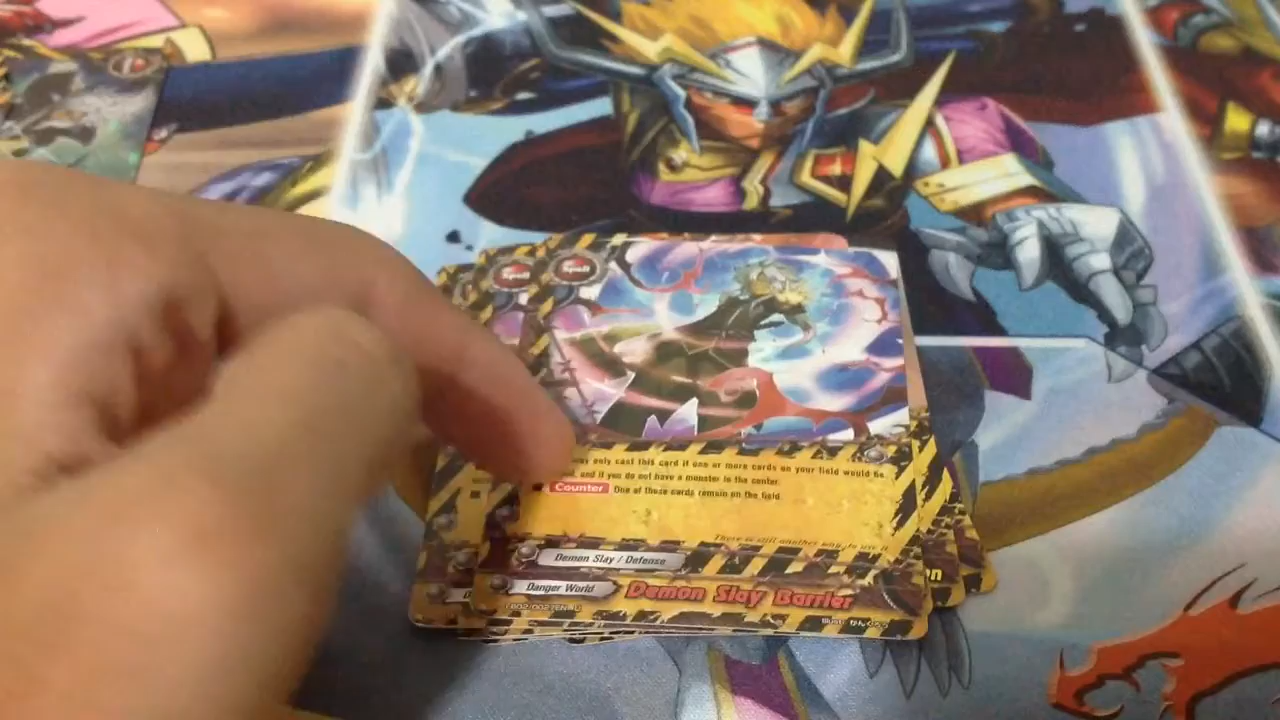 Spell
Spell
may only cast this card if one or more cards on your field would be
and if you do not have a monster in the center.
Counter One of those cards remain on the field.
There is still another way to use it
Demon Slay / Defense
Danger World
Demon Slay Barrier
on